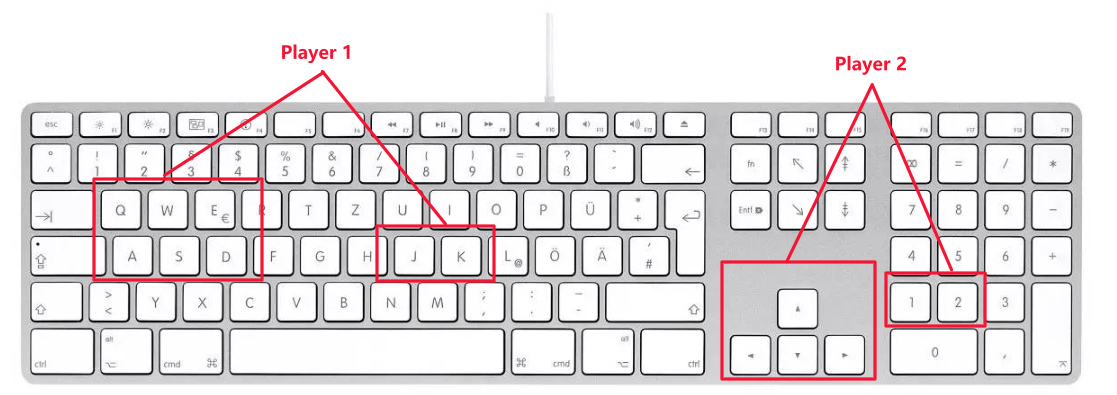 Player 1
Player 2
esc F1 F2 F3 F4 F5 F6 F7 F8 F9 F10 F11 F12 F13 F14 F15 F16 F17 F18 F19
° ! " § $ % & / ( ) = ? `
^ 1 2 3 4 5 6 7 8 9 0 ß ´ fn = / *
Q W E € R T Z U I O P Ü * + Entf 7 8 9 -
A S D F G H J K L @ Ö Ä ' # 4 5 6 +
> < Y X C V B N M ; , : . _ - 1 2 3
ctrl alt cmd cmd alt ctrl 0 ,